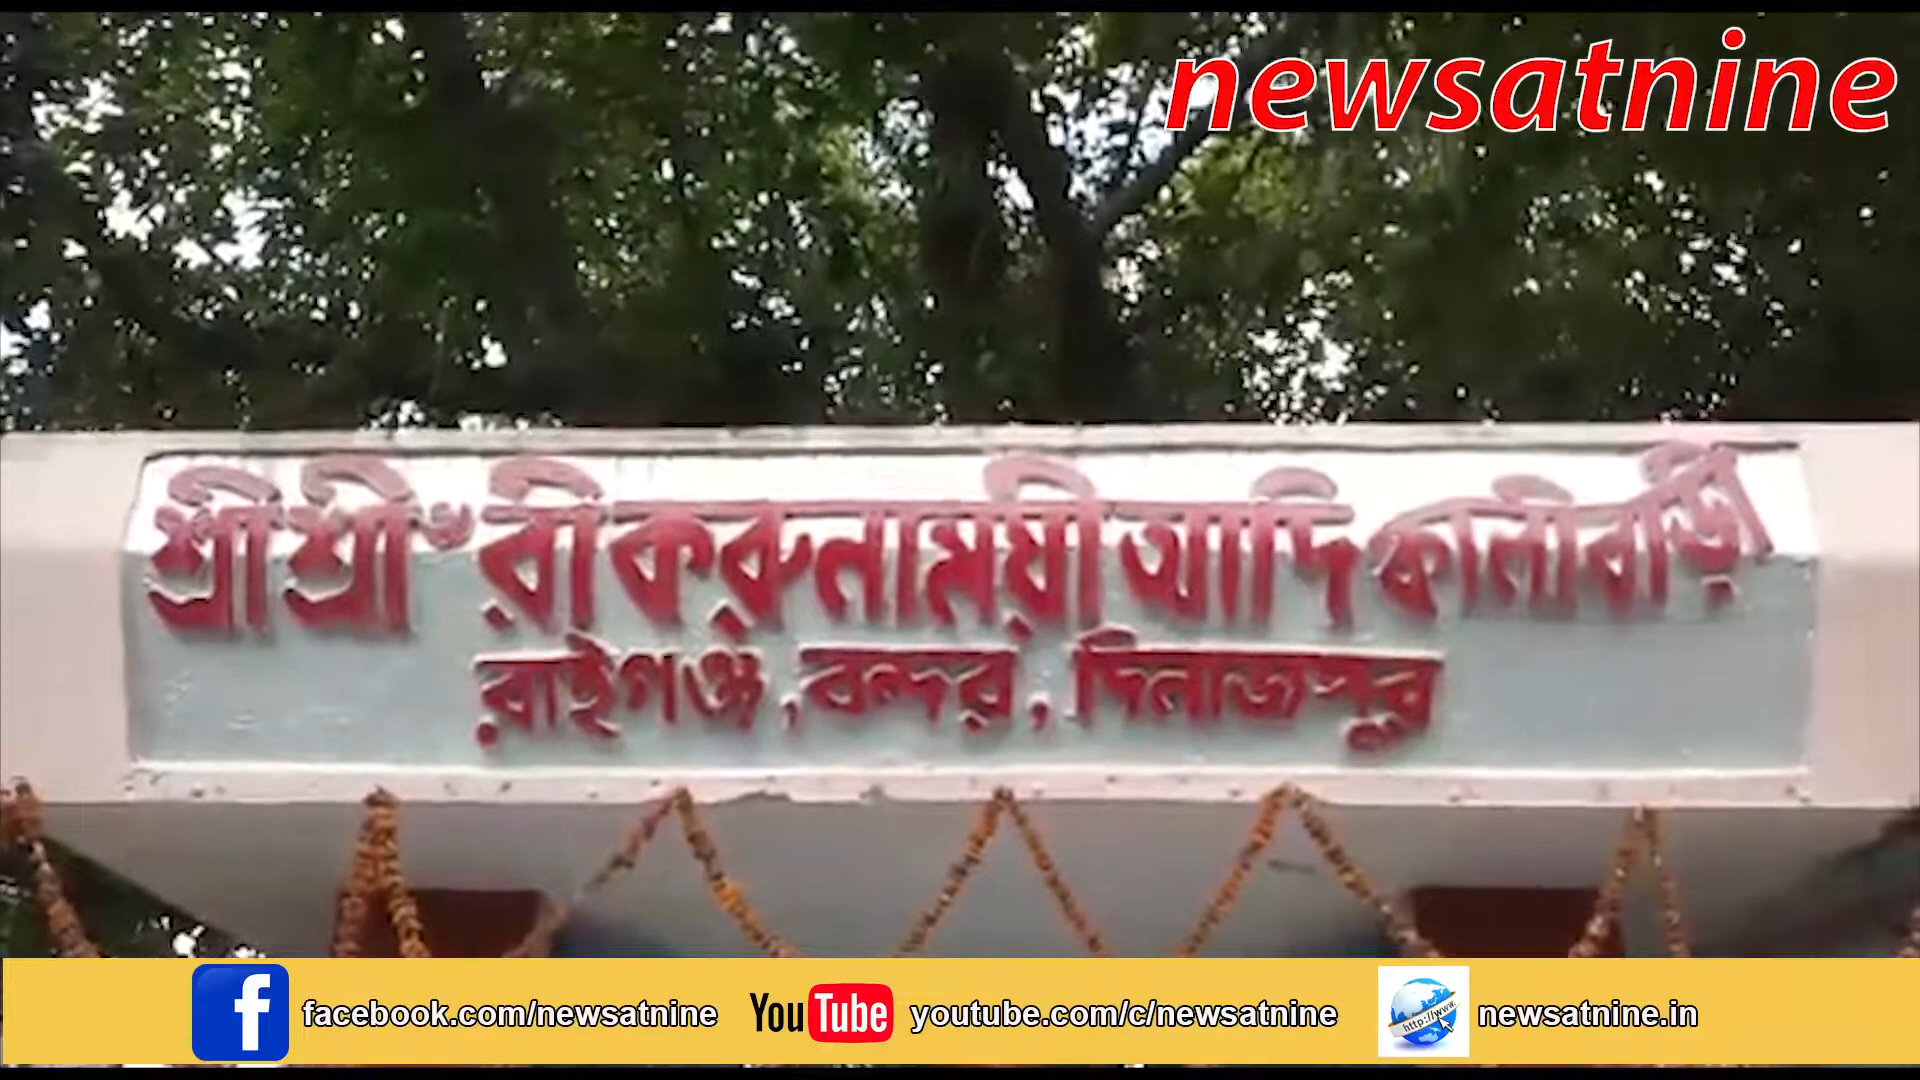 newsatnine
শ্রীশ্রী৺রী করুনাময়ী আদি কালীবাড়ী
রাইগঞ্জ, বন্দর, দিনাজপুর
facebook.com/newsatnine YouTube youtube.com/c/newsatnine http://www. newsatnine.in